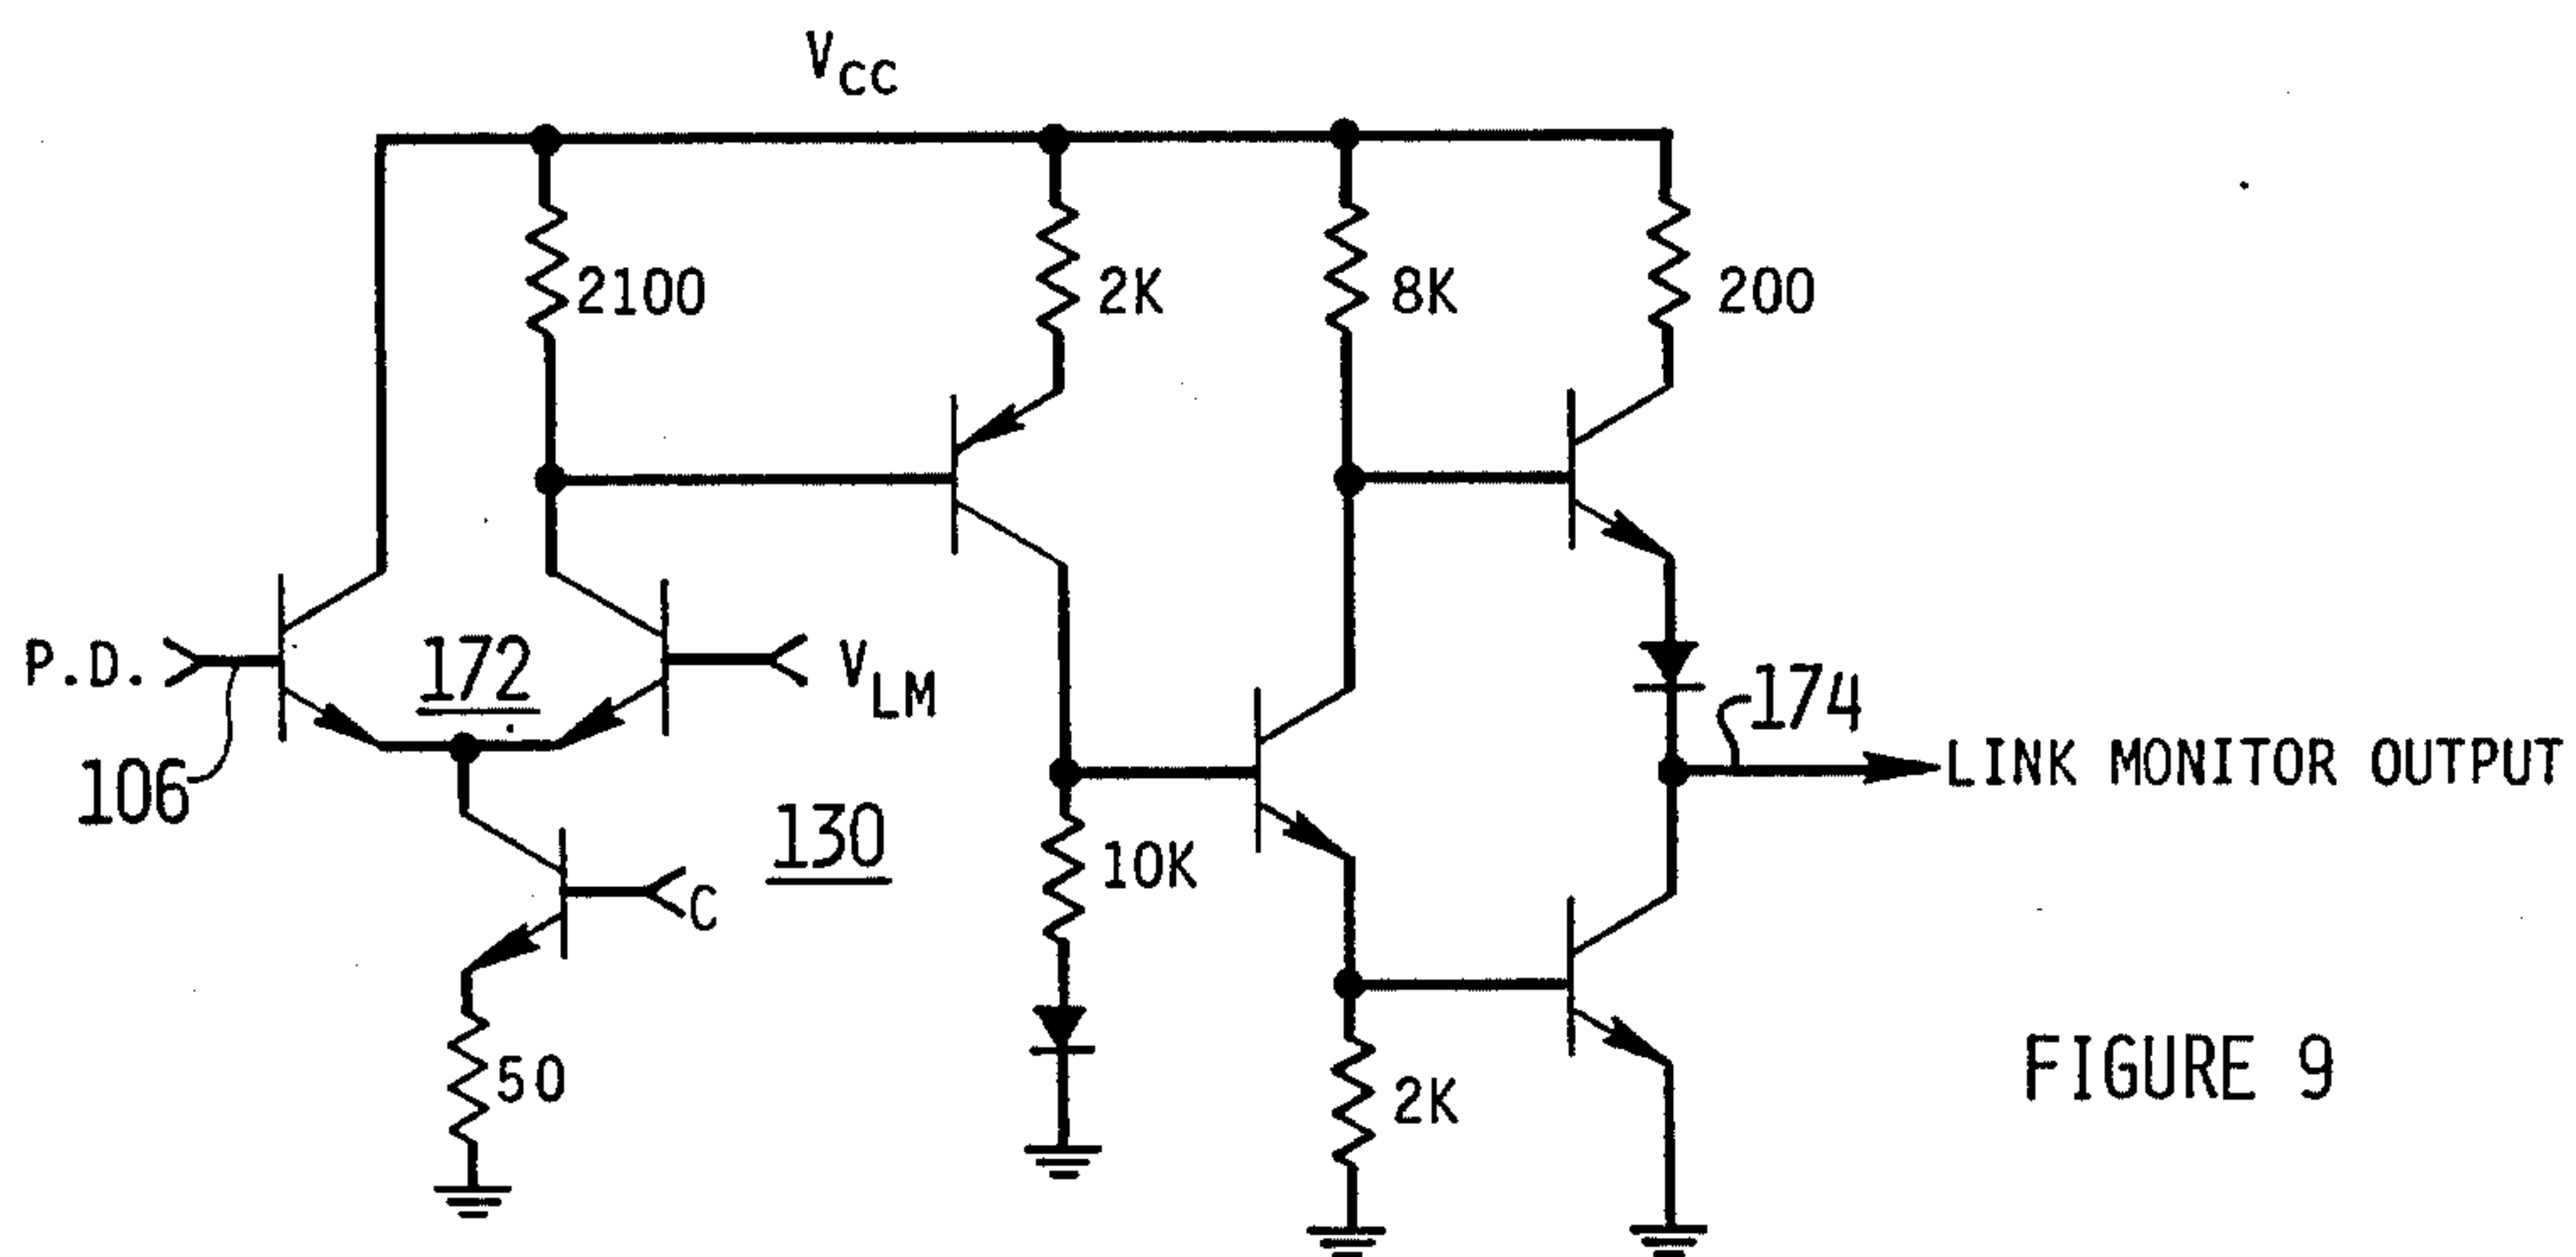 VCC
2100
2K
8K
200
P.D.
172
VLM
174
106
130
LINK MONITOR OUTPUT
10K
C
50
2K
FIGURE 9